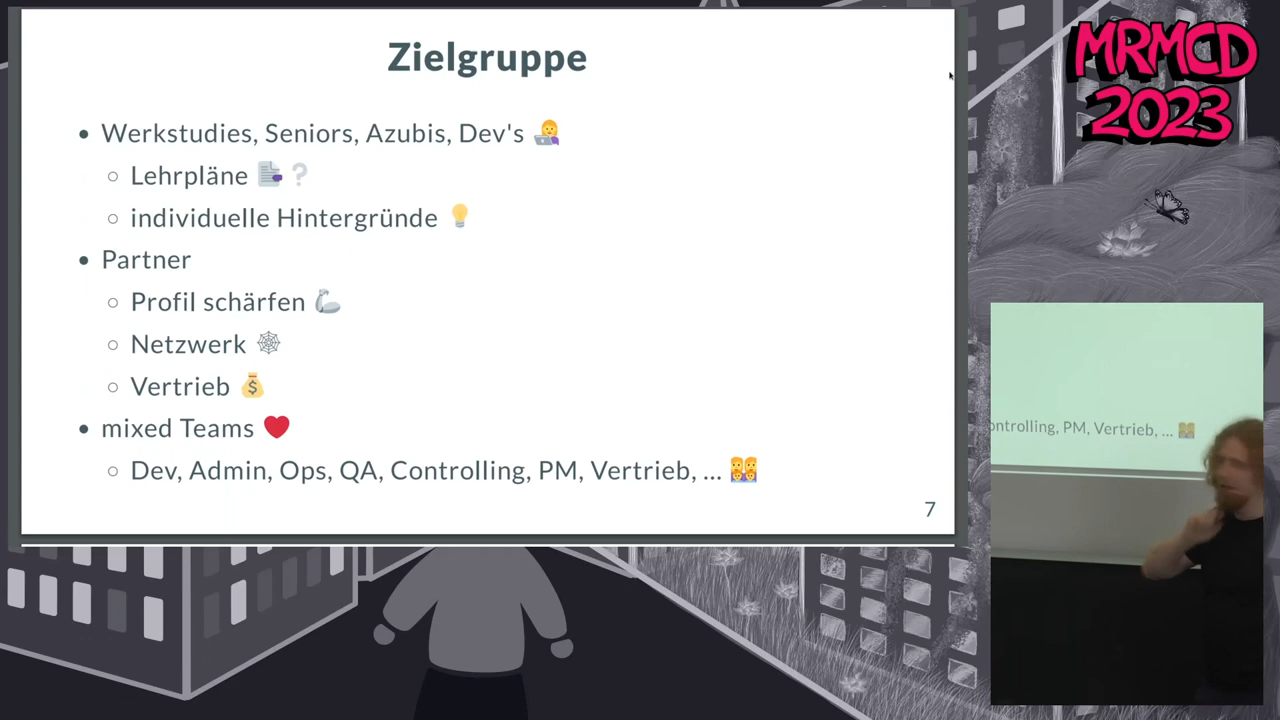 Zielgruppe
Werkstudies, Seniors, Azubis, Dev's
Lehrpläne
individuelle Hintergründe
Partner
Profil schärfen
Netzwerk
Vertrieb
mixed Teams
Dev, Admin, Ops, QA, Controlling, PM, Vertrieb, ...
7
MRMCD
2023
ontrolling, PM, Vertrieb, ...